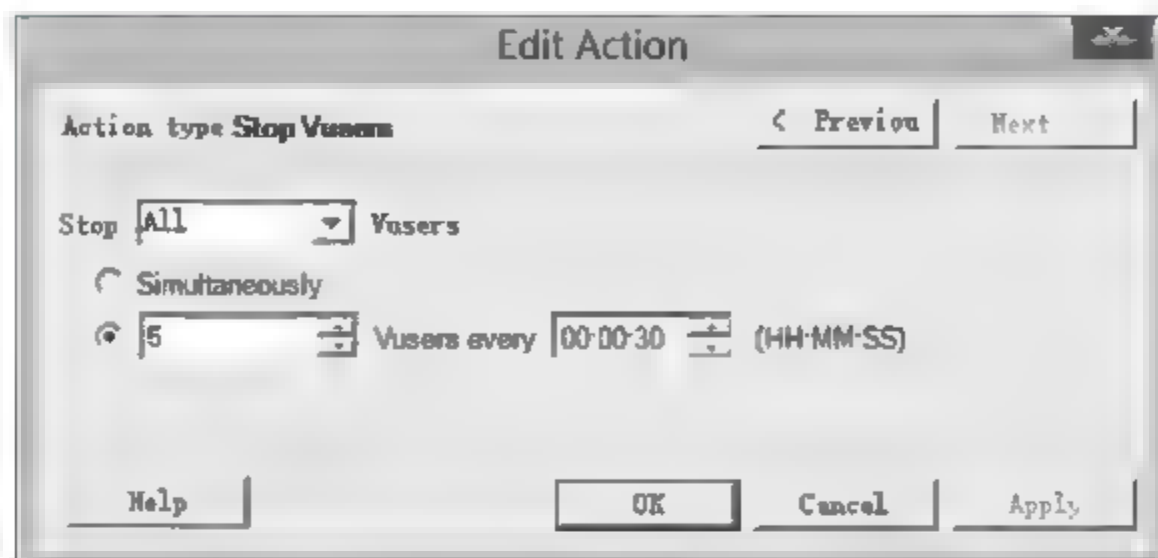 Edit Action
Action type Stop Vusers
< Previou
Next
Stop All Vusers
Simultaneously
5 Vusers every 00:00:30 (HH:MM:SS)
Help
OK
Cancel
Apply